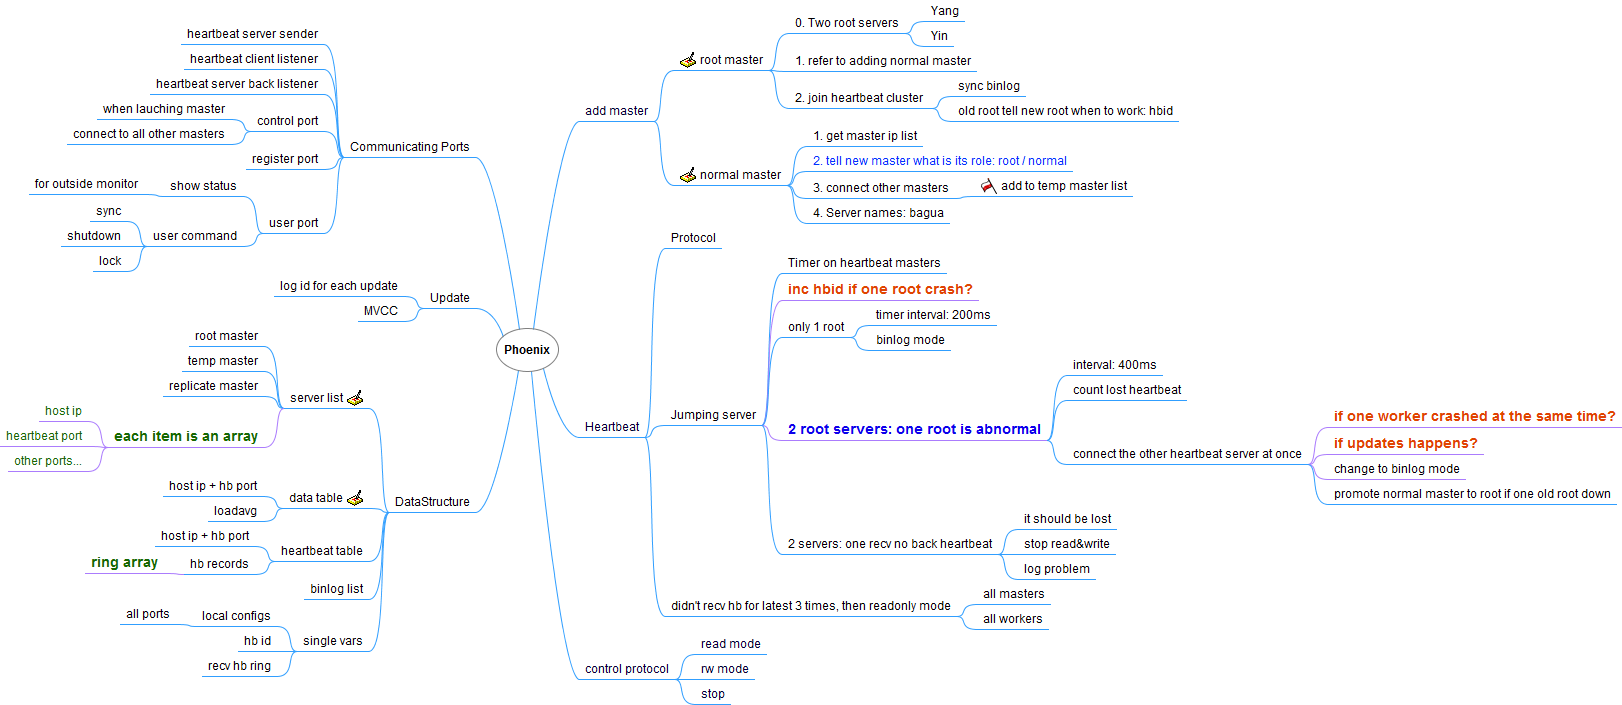 Phoenix
Communicating Ports
heartbeat server sender
heartbeat client listener
heartbeat server back listener
control port
when lauching master
connect to all other masters
register port
user port
show status
for outside monitor
user command
sync
shutdown
lock
Update
log id for each update
MVCC
DataStructure
server list
root master
temp master
replicate master
each item is an array
host ip
heartbeat port
other ports...
data table
host ip + hb port
loadavg
heartbeat table
host ip + hb port
hb records
ring array
binlog list
single vars
local configs
all ports
hb id
recv hb ring
add master
root master
0. Two root servers
Yang
Yin
1. refer to adding normal master
2. join heartbeat cluster
sync binlog
old root tell new root when to work: hbid
normal master
1. get master ip list
2. tell new master what is its role: root / normal
3. connect other masters
add to temp master list
4. Server names: bagua
Heartbeat
Protocol
Jumping server
Timer on heartbeat masters
inc hbid if one root crash?
only 1 root
timer interval: 200ms
binlog mode
2 root servers: one root is abnormal
interval: 400ms
count lost heartbeat
connect the other heartbeat server at once
if one worker crashed at the same time?
if updates happens?
change to binlog mode
promote normal master to root if one old root down
2 servers: one recv no back heartbeat
it should be lost
stop read&write
log problem
didn't recv hb for latest 3 times, then readonly mode
all masters
all workers
control protocol
read mode
rw mode
stop